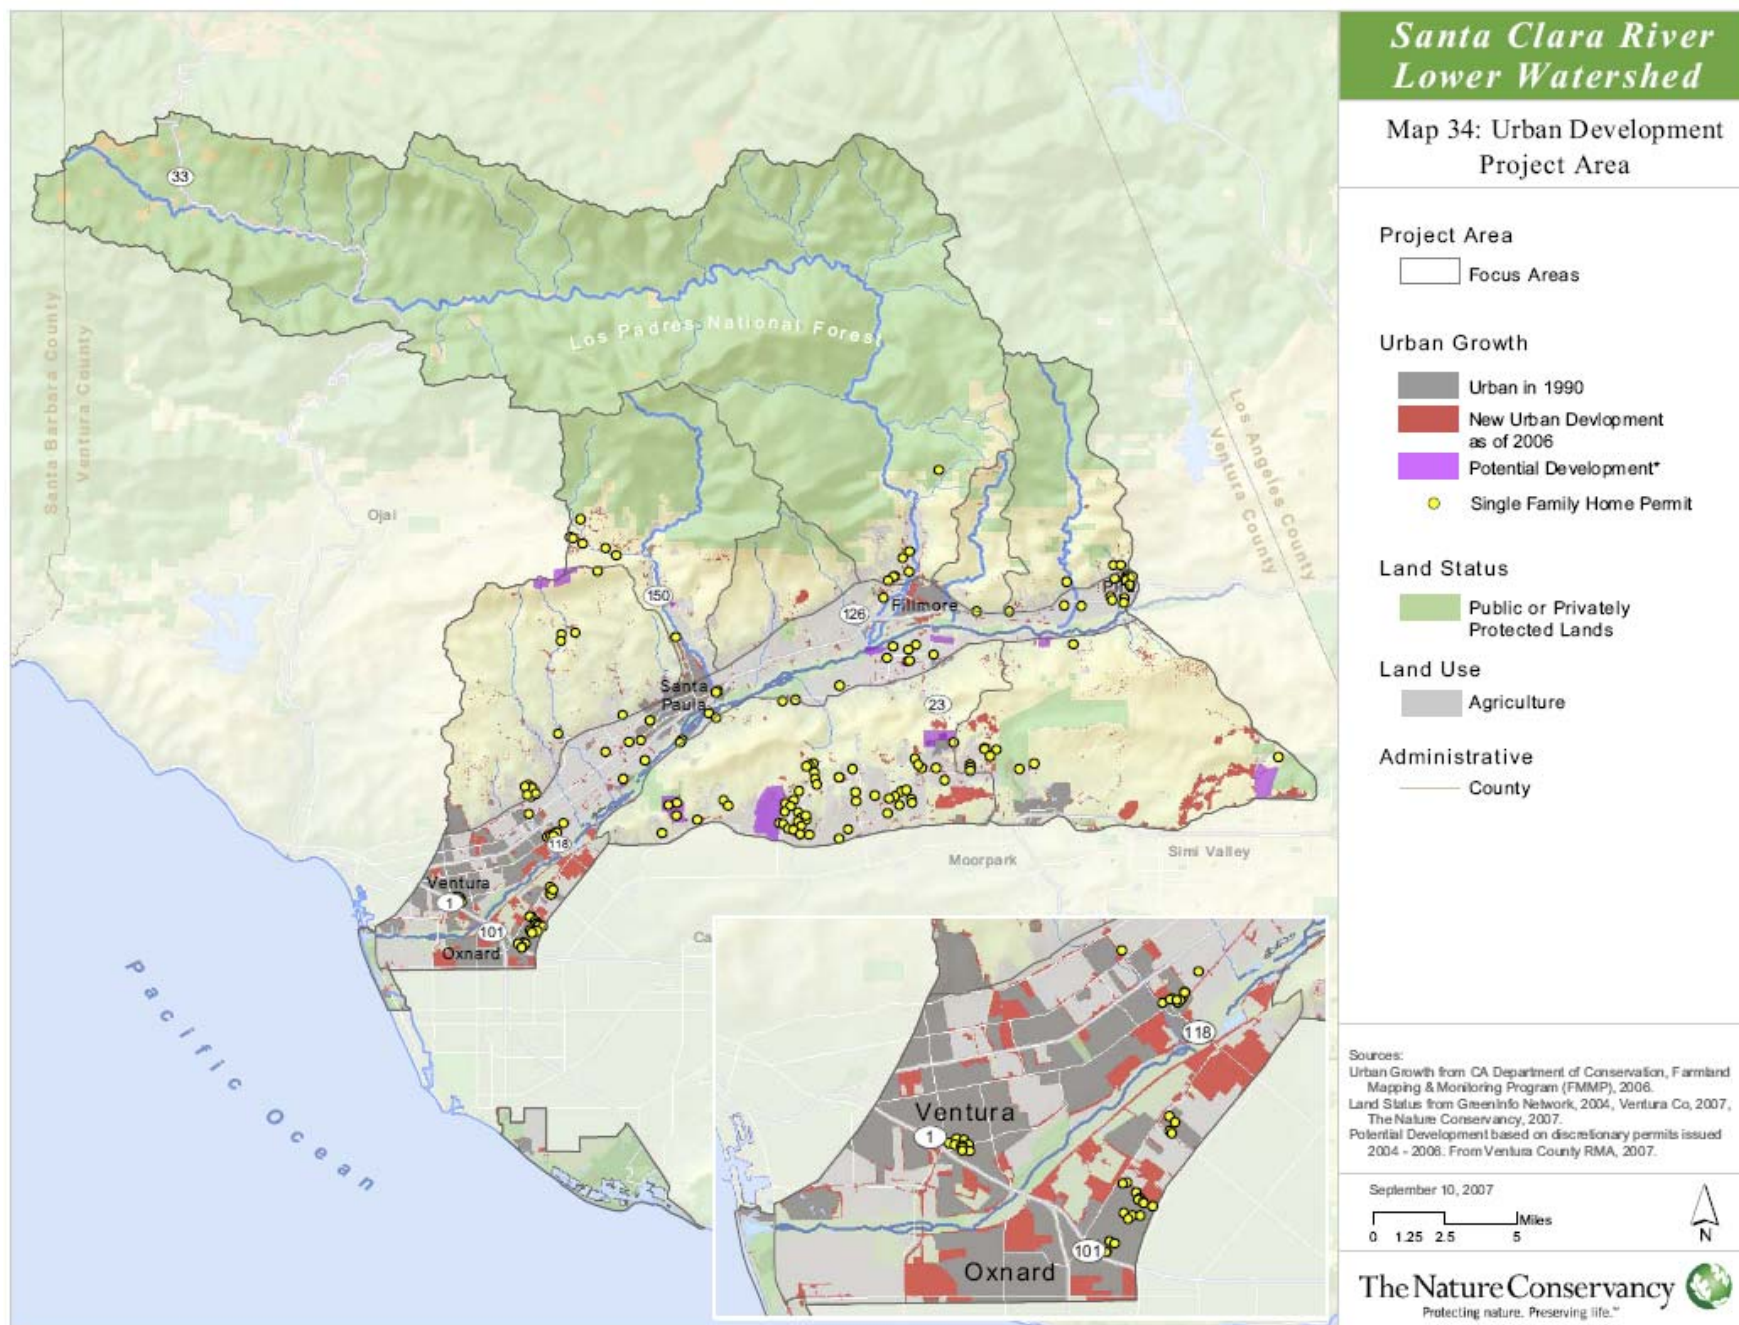 Santa Clara River
Lower Watershed
Map 34: Urban Development
Project Area
Project Area
Focus Areas
Urban Growth
Urban in 1990
New Urban Devlopment
as of 2006
Potential Development*
Single Family Home Permit
Land Status
Public or Privately
Protected Lands
Land Use
Agriculture
Administrative
County
Sources:
Urban Growth from CA Department of Conservation, Farmland
Mapping & Monitoring Program (FMMP), 2006.
Land Status from GreenInfo Network, 2004, Ventura Co, 2007,
The Nature Conservancy, 2007.
Potential Development based on discretionary permits issued
2004 - 2006. From Ventura County RMA, 2007.
September 10, 2007
Miles
0 1.25 2.5 5
N
The Nature Conservancy
Protecting nature. Preserving life.™
33
Los Padres National Forest
Santa Barbara County
Ventura County
Los Angeles County
Ventura County
Ojai
150
126
Fillmore
Santa
Paula
23
118
Ventura
1
101
Oxnard
Moorpark
Simi Valley
Ca
Pacific Ocean
118
Ventura
1
101
Oxnard